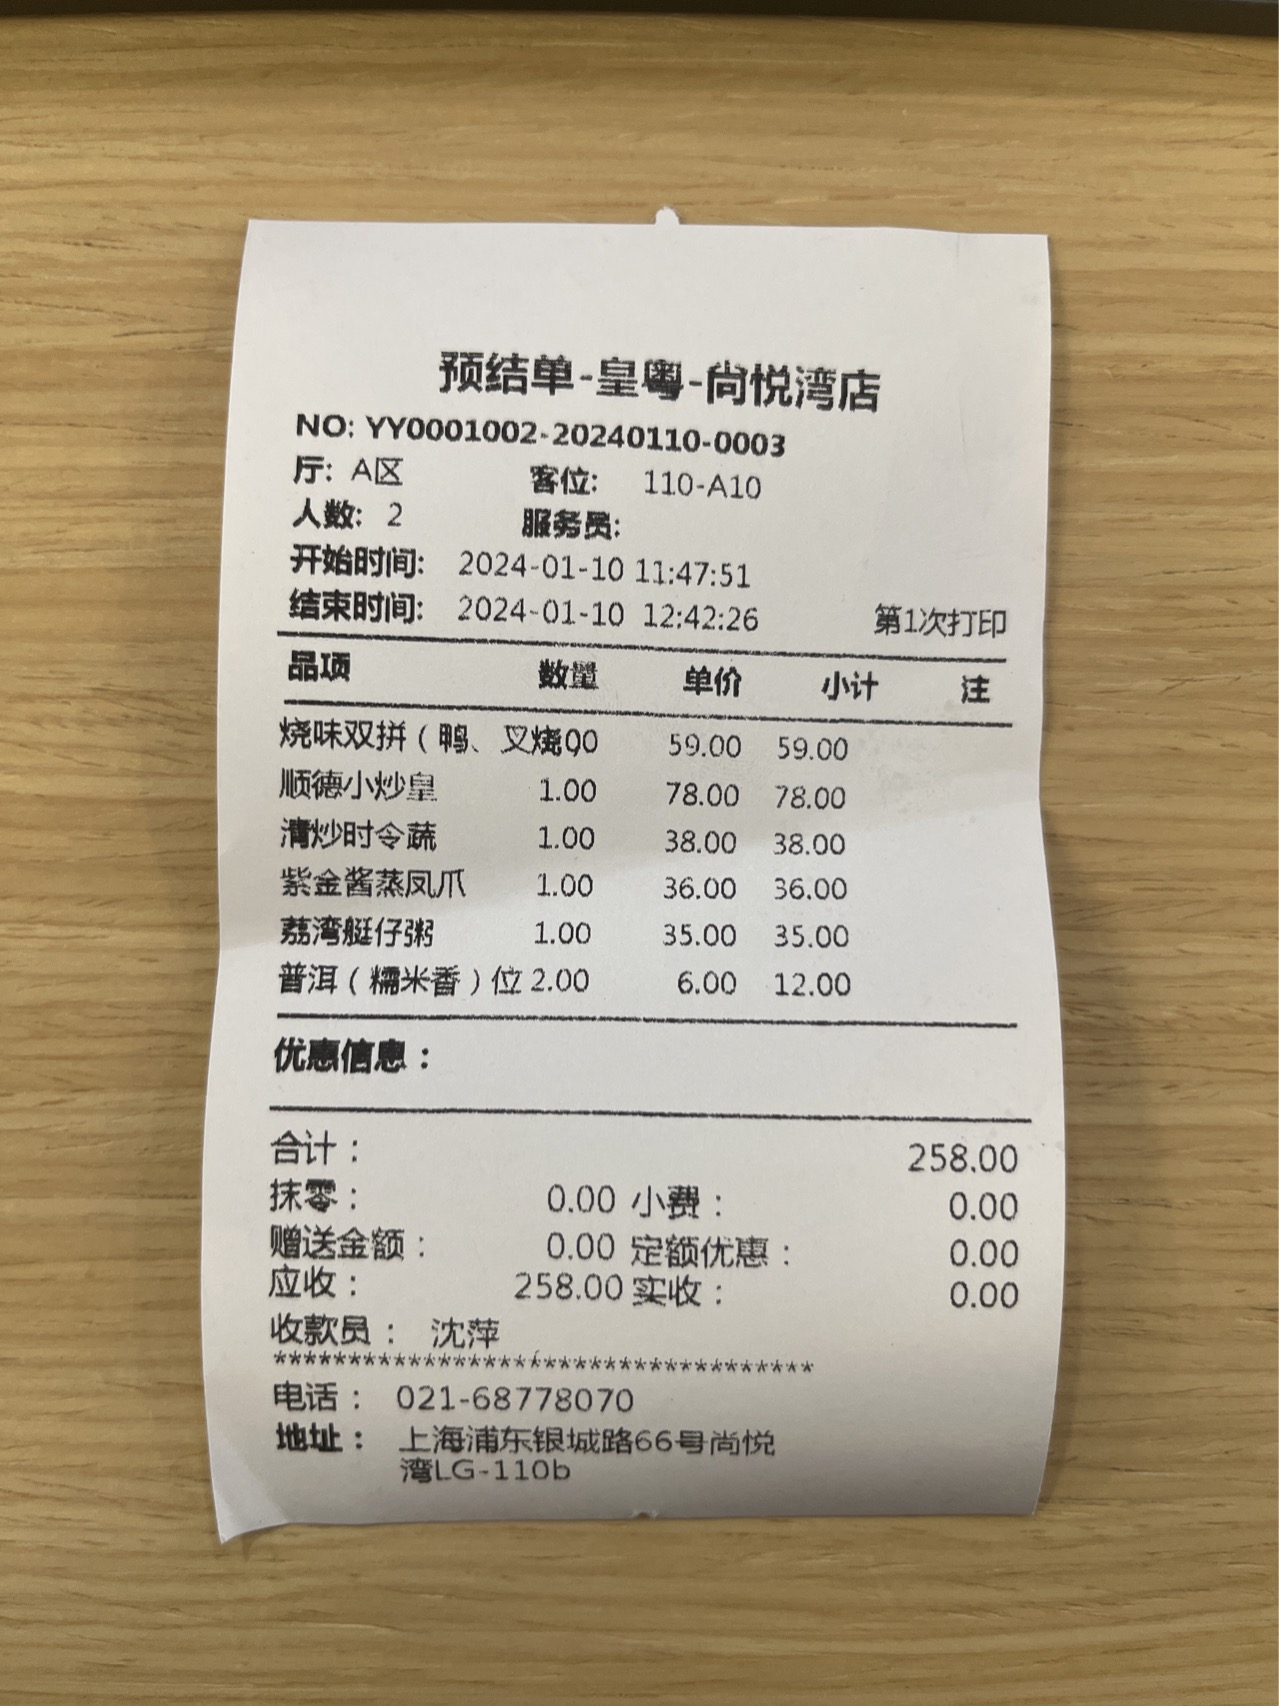 预结单-皇粤-尚悦湾店
NO: YY0001002-20240110-0003
厅: A区 客位: 110-A10
人数: 2 服务员:
开始时间: 2024-01-10 11:47:51
结束时间: 2024-01-10 12:42:26 第1次打印
品项 数量 单价 小计 注
烧味双拼（鸭、叉烧 00 59.00 59.00
顺德小炒皇 1.00 78.00 78.00
清炒时令蔬 1.00 38.00 38.00
紫金酱蒸凤爪 1.00 36.00 36.00
荔湾艇仔粥 1.00 35.00 35.00
普洱（糯米香）位 2.00 6.00 12.00
优惠信息：
合计： 258.00
抹零： 0.00 小费： 0.00
赠送金额： 0.00 定额优惠： 0.00
应收： 258.00 实收： 0.00
收款员： 沈萍
************************************
电话： 021-68778070
地址： 上海浦东银城路66号尚悦
湾LG-110b